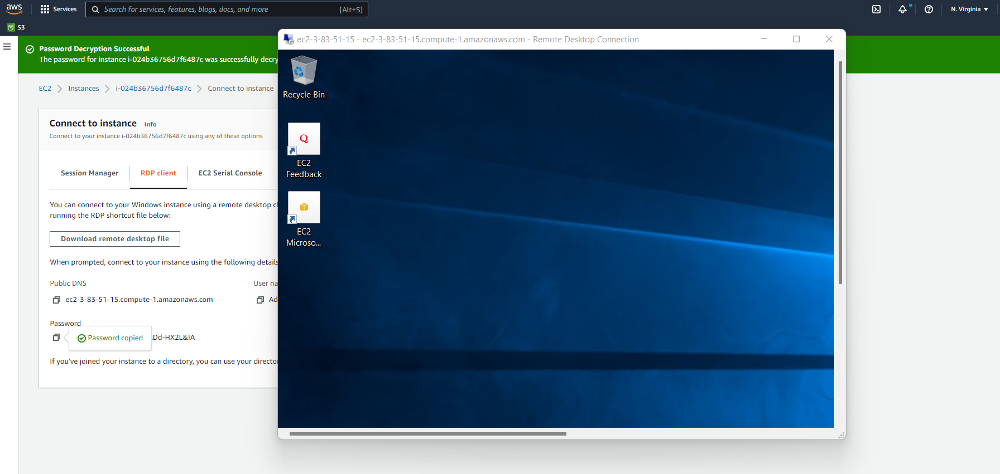 aws
Services
Search for services, features, blogs, docs, and more
[Alt+S]
N. Virginia
S3
Password Decryption Successful
The password for instance i-024b36756d7f6487c was successfully decry
EC2
Instances
i-024b36756d7f6487c
Connect to instance
Connect to instance
Info
Connect to your instance i-024b36756d7f6487c using any of these options
Session Manager
RDP client
EC2 Serial Console
You can connect to your Windows instance using a remote desktop cl
running the RDP shortcut file below:
Download remote desktop file
When prompted, connect to your instance using the following details
Public DNS
User na
ec2-3-83-51-15.compute-1.amazonaws.com
Ad
Password
Password copied
Dd-HX2L&IA
If you've joined your instance to a directory, you can use your director
ec2-3-83-51-15 - ec2-3-83-51-15.compute-1.amazonaws.com - Remote Desktop Connection
Recycle Bin
Q
EC2
Feedback
EC2
Microso...